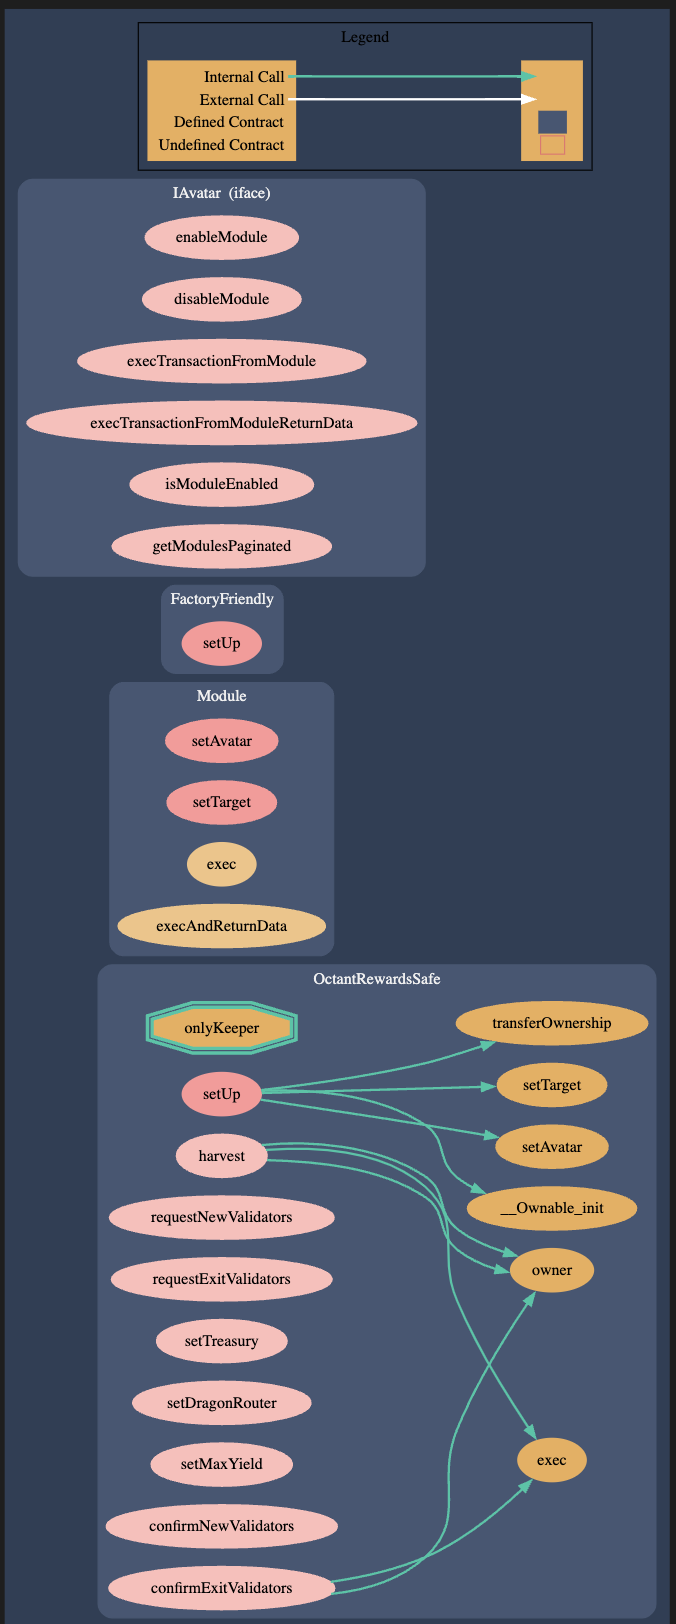 Legend
Internal Call
External Call
Defined Contract
Undefined Contract
IAvatar (iface)
enableModule
disableModule
execTransactionFromModule
execTransactionFromModuleReturnData
isModuleEnabled
getModulesPaginated
FactoryFriendly
setUp
Module
setAvatar
setTarget
exec
execAndReturnData
OctantRewardsSafe
onlyKeeper
setUp
harvest
requestNewValidators
requestExitValidators
setTreasury
setDragonRouter
setMaxYield
confirmNewValidators
confirmExitValidators
transferOwnership
setTarget
setAvatar
__Ownable_init
owner
exec